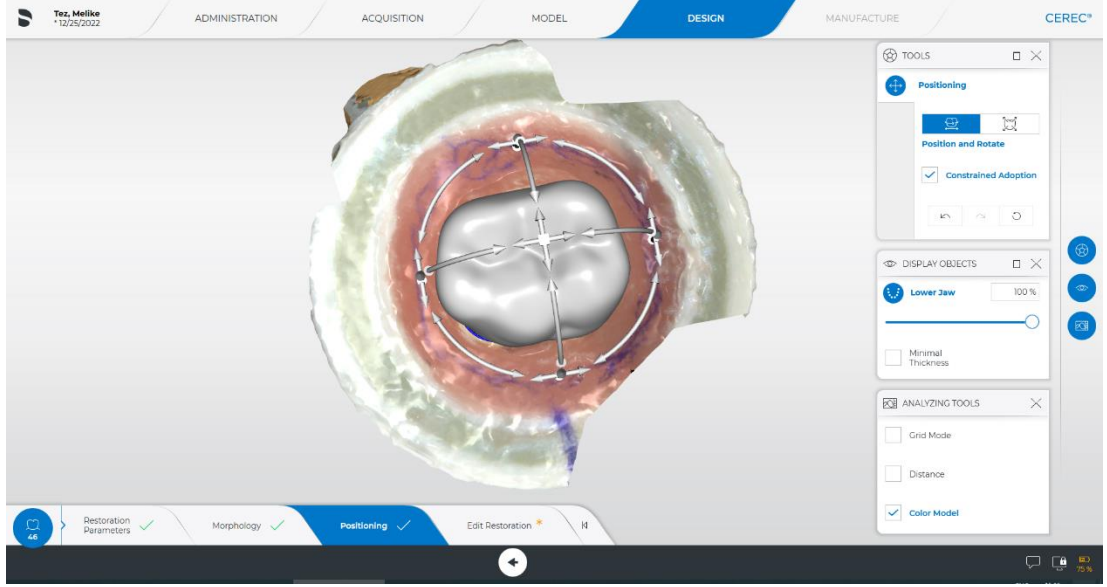 Tez, Melike
* 12/25/2022
ADMINISTRATION
ACQUISITION
MODEL
DESIGN
MANUFACTURE
CEREC®
TOOLS
Positioning
Position and Rotate
Constrained Adoption
DISPLAY OBJECTS
Lower Jaw
100 %
Minimal
Thickness
ANALYZING TOOLS
Grid Mode
Distance
Color Model
46
Restoration
Parameters
Morphology
Positioning
Edit Restoration *
75 %